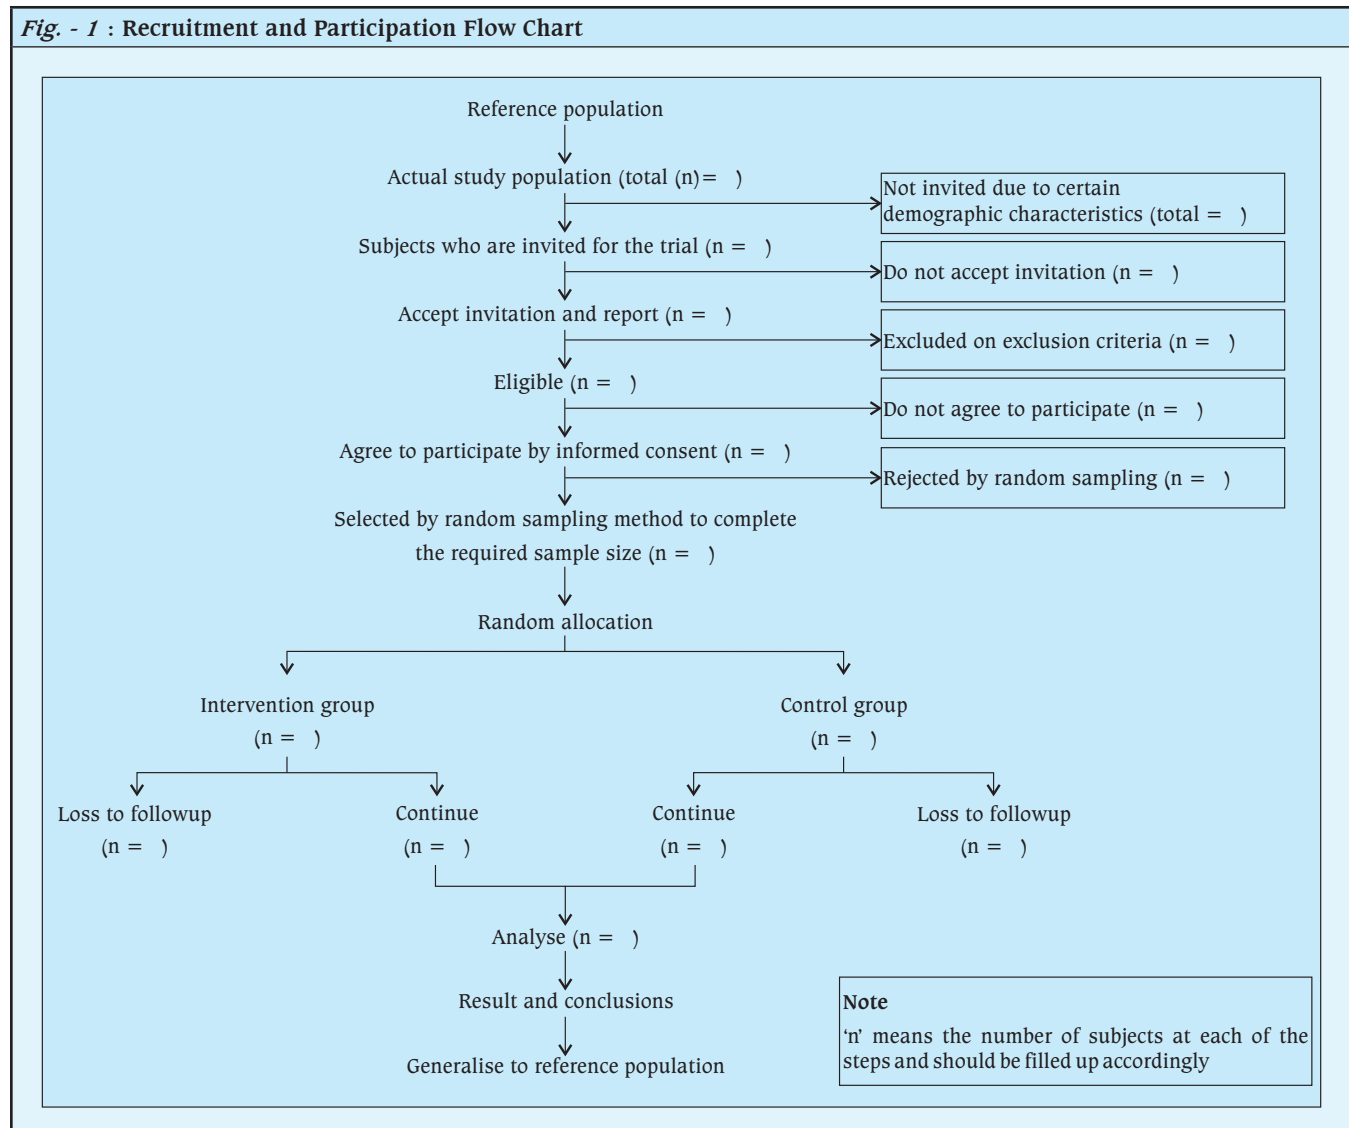 Fig. - 1 : Recruitment and Participation Flow Chart
Reference population
Actual study population (total (n)=   )
Not invited due to certain
demographic characteristics (total =   )
Subjects who are invited for the trial (n =   )
Do not accept invitation (n =   )
Accept invitation and report (n =   )
Excluded on exclusion criteria (n =   )
Eligible (n =   )
Do not agree to participate (n =   )
Agree to participate by informed consent (n =   )
Rejected by random sampling (n =   )
Selected by random sampling method to complete
the required sample size (n =   )
Random allocation
Intervention group
(n =   )
Control group
(n =   )
Loss to followup
(n =   )
Continue
(n =   )
Continue
(n =   )
Loss to followup
(n =   )
Analyse (n =   )
Result and conclusions
Generalise to reference population
Note
‘n’ means the number of subjects at each of the
steps and should be filled up accordingly